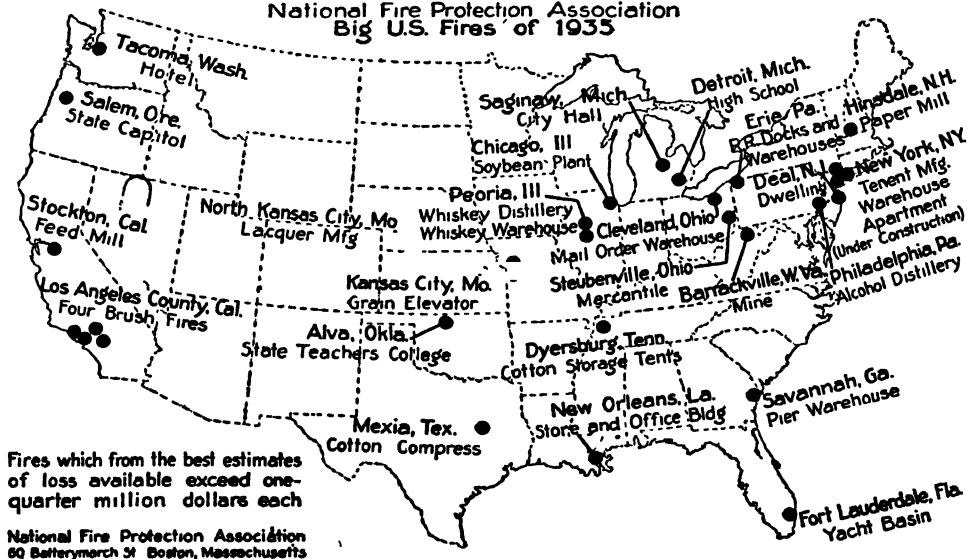 National Fire Protection Association
Big U.S. Fires of 1935
Tacoma, Wash.
Hotel
Salem, Ore.
State Capitol
Stockton, Cal.
Feed Mill
Los Angeles County, Cal.
Four Brush Fires
North Kansas City, Mo
Lacquer Mfg
Kansas City, Mo.
Grain Elevator
Alva, Okla.
State Teachers College
Mexia, Tex.
Cotton Compress
Saginaw, Mich
City Hall
Chicago, Ill
Soybean Plant
Peoria, Ill
Whiskey Distillery
Whiskey Warehouse
Detroit, Mich.
High School
Erie, Pa.
R.R. Docks and
Warehouses
Hinsdale, N.H.
Paper Mill
Deal, N.J.
Dwelling
New York, N.Y.
Tenent Mfg.
Warehouse
Apartment
(Under Construction)
Cleveland, Ohio
Mail Order Warehouse
Steubenville, Ohio
Mercantile
Barrackville, W. Va.
Mine
Philadelphia, Pa.
Alcohol Distillery
Dyersburg, Tenn.
Cotton Storage Tents
New Orleans, La.
Store and Office Bldg
Savannah, Ga.
Pier Warehouse
Fort Lauderdale, Fla.
Yacht Basin
Fires which from the best estimates
of loss available exceed one-
quarter million dollars each
National Fire Protection Association
60 Batterymarch St Boston, Massachusetts